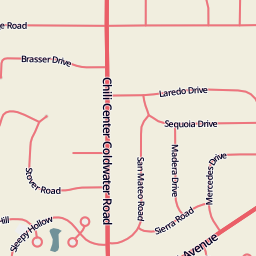 e Road
Brasser Drive
Laredo Drive
Chili Center Coldwater Road
Sequoia Drive
San Mateo Road
Madera Drive
Mercedes Drive
Stover Road
Sierra Road
Hill
Sleepy Hollow
Avenue